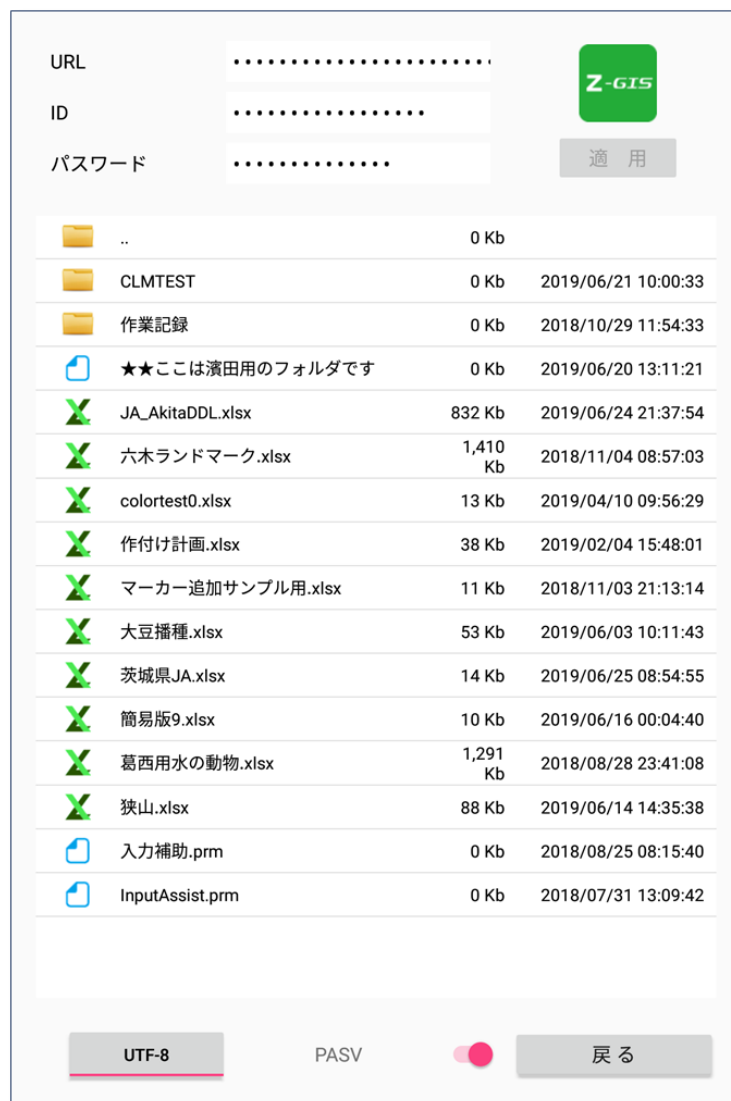 URL •••••••••••••••••••••••
ID •••••••••••••••••
パスワード ••••••••••••••
Z-GIS
適 用
.. 0 Kb
CLMTEST 0 Kb 2019/06/21 10:00:33
作業記録 0 Kb 2018/10/29 11:54:33
★★ここは濱田用のフォルダです 0 Kb 2019/06/20 13:11:21
JA_AkitaDDL.xlsx 832 Kb 2019/06/24 21:37:54
六木ランドマーク.xlsx 1,410 Kb 2018/11/04 08:57:03
colortest0.xlsx 13 Kb 2019/04/10 09:56:29
作付け計画.xlsx 38 Kb 2019/02/04 15:48:01
マーカー追加サンプル用.xlsx 11 Kb 2018/11/03 21:13:14
大豆播種.xlsx 53 Kb 2019/06/03 10:11:43
茨城県JA.xlsx 14 Kb 2019/06/25 08:54:55
簡易版9.xlsx 10 Kb 2019/06/16 00:04:40
葛西用水の動物.xlsx 1,291 Kb 2018/08/28 23:41:08
狭山.xlsx 88 Kb 2019/06/14 14:35:38
入力補助.prm 0 Kb 2018/08/25 08:15:40
InputAssist.prm 0 Kb 2018/07/31 13:09:42
UTF-8 PASV 戻 る